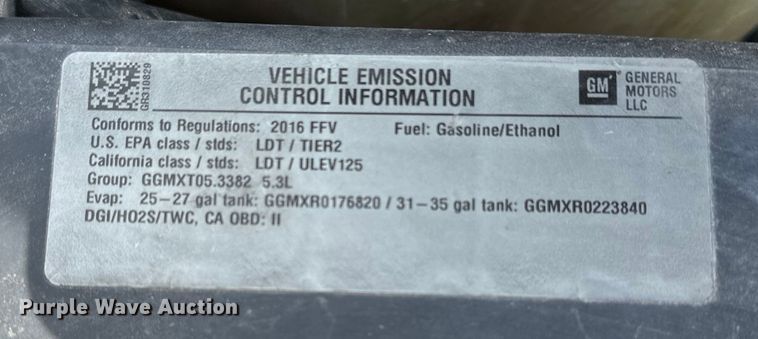 GR310829
VEHICLE EMISSION
CONTROL INFORMATION
GM
GENERAL
MOTORS
LLC
Conforms to Regulations: 2016 FFV Fuel: Gasoline/Ethanol
U.S. EPA class / stds: LDT / TIER2
California class / stds: LDT / ULEV125
Group: GGMXT05.3382 5.3L
Evap: 25-27 gal tank: GGMXR0176820 / 31-35 gal tank: GGMXR0223840
DGI/HO2S/TWC, CA OBD: II
Purple Wave Auction